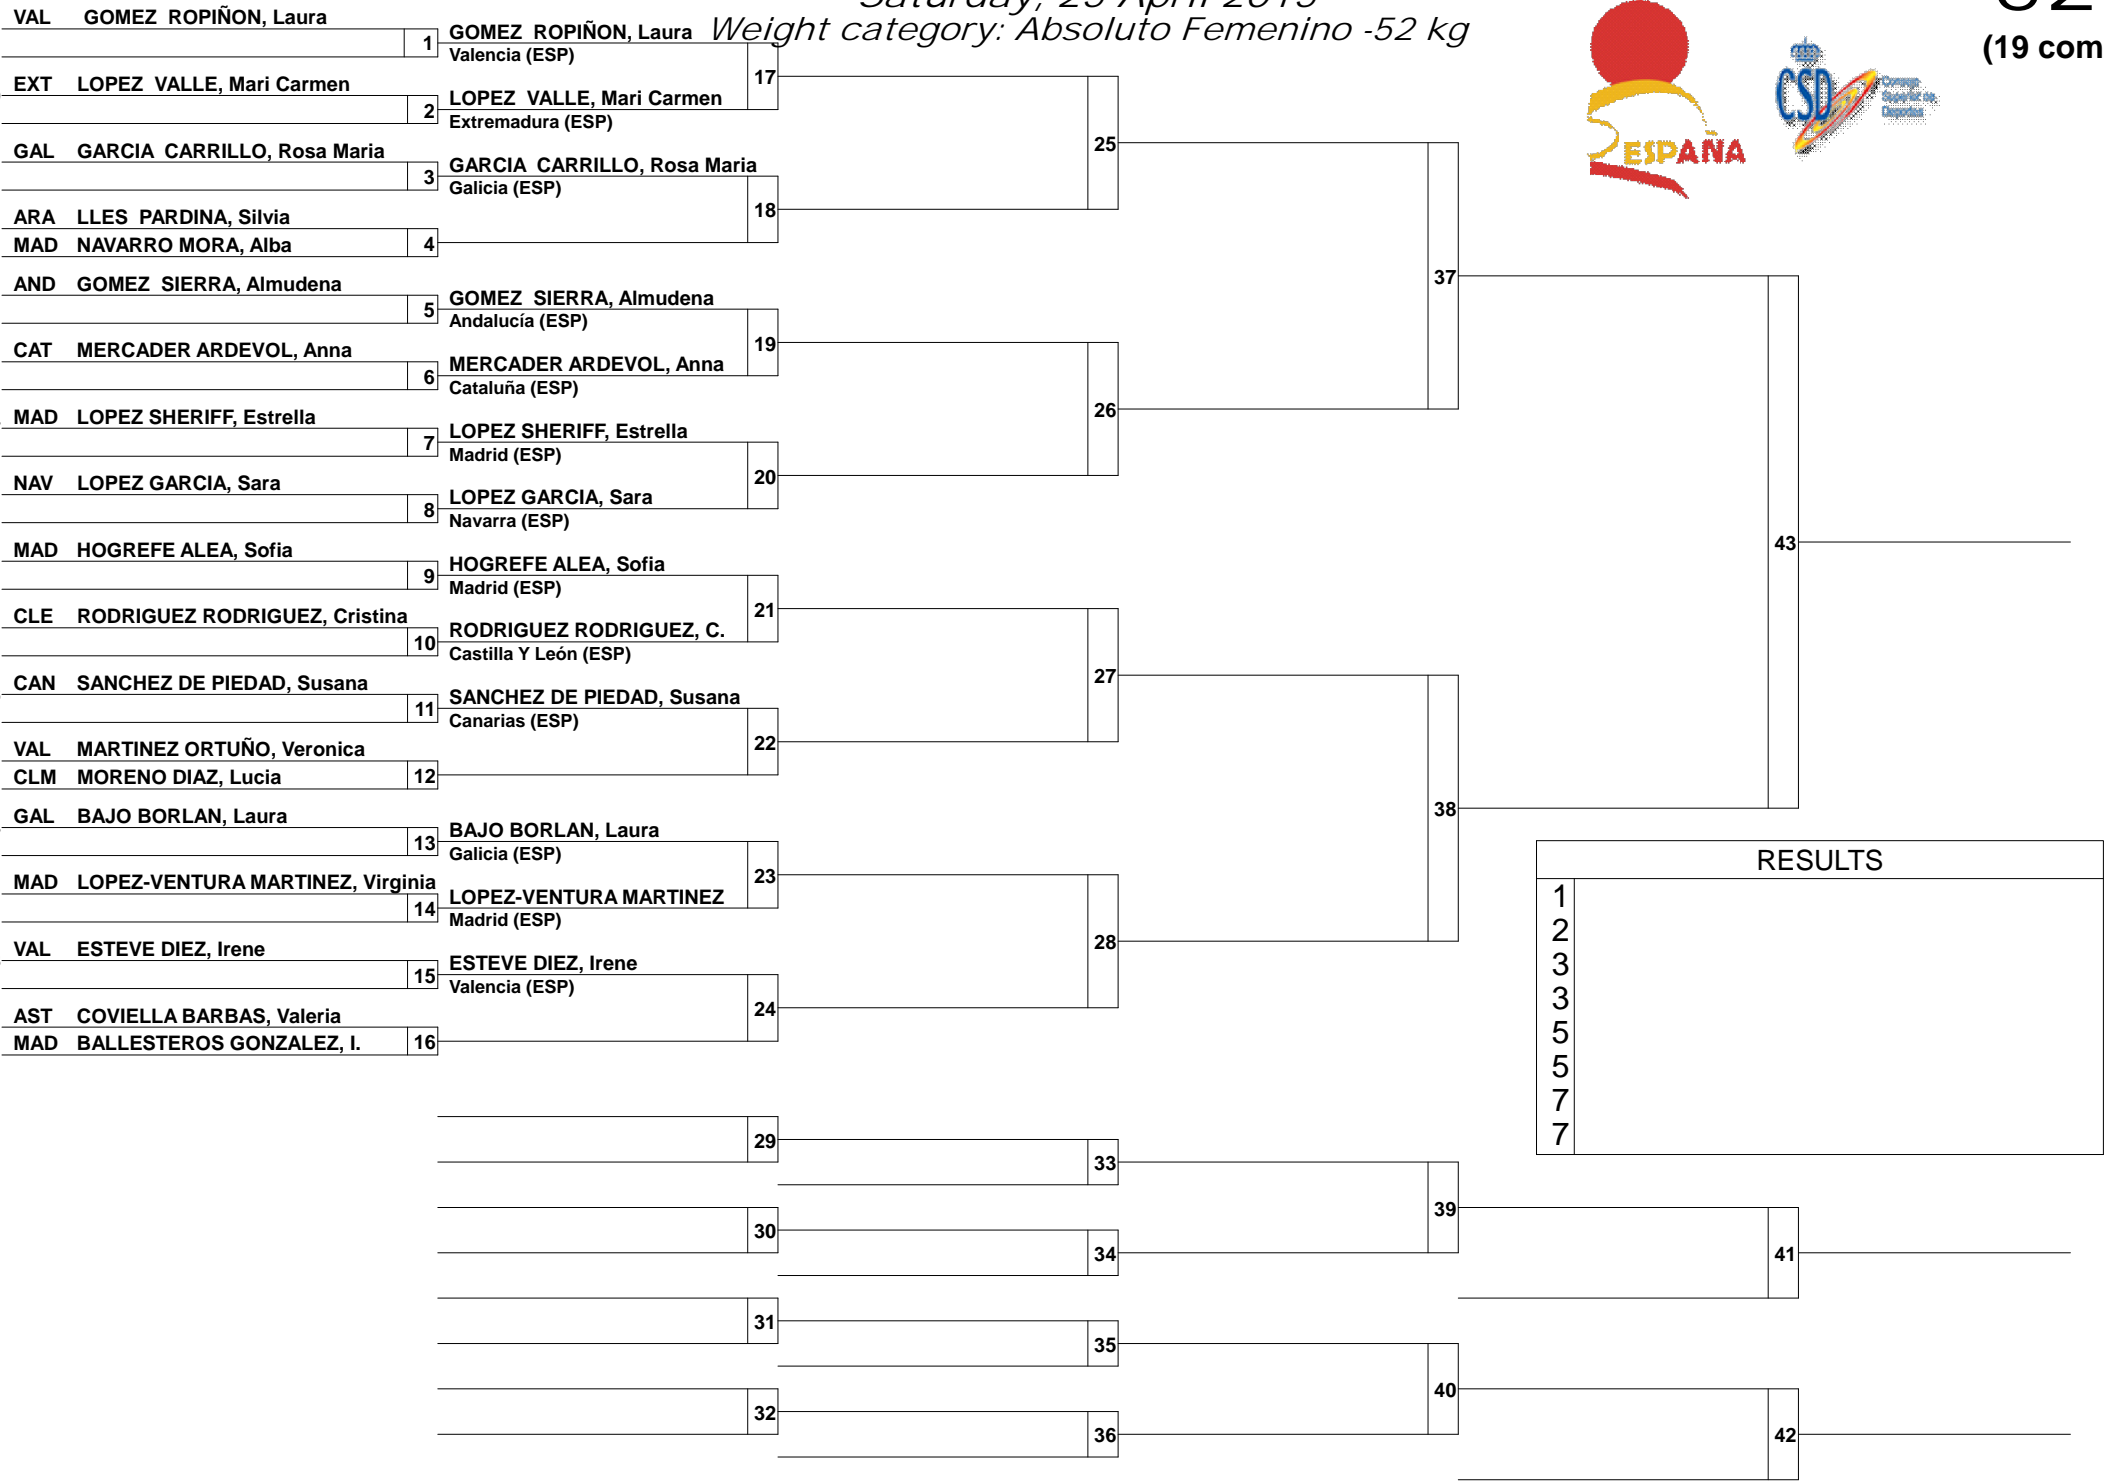 Saturday, 25 April 2015
Weight category: Absoluto Femenino -52 kg
(19 com
ESPAÑA
CSD
Consejo
Superior de
Deportes
VAL GOMEZ ROPIÑON, Laura
1
GOMEZ ROPIÑON, Laura
Valencia (ESP)
17
EXT LOPEZ VALLE, Mari Carmen
2
LOPEZ VALLE, Mari Carmen
Extremadura (ESP)
25
GAL GARCIA CARRILLO, Rosa Maria
3
GARCIA CARRILLO, Rosa Maria
Galicia (ESP)
18
ARA LLES PARDINA, Silvia
MAD NAVARRO MORA, Alba
4
37
AND GOMEZ SIERRA, Almudena
5
GOMEZ SIERRA, Almudena
Andalucía (ESP)
19
CAT MERCADER ARDEVOL, Anna
6
MERCADER ARDEVOL, Anna
Cataluña (ESP)
26
MAD LOPEZ SHERIFF, Estrella
7
LOPEZ SHERIFF, Estrella
Madrid (ESP)
20
NAV LOPEZ GARCIA, Sara
8
LOPEZ GARCIA, Sara
Navarra (ESP)
43
MAD HOGREFE ALEA, Sofia
9
HOGREFE ALEA, Sofia
Madrid (ESP)
21
CLE RODRIGUEZ RODRIGUEZ, Cristina
10
RODRIGUEZ RODRIGUEZ, C.
Castilla Y León (ESP)
27
CAN SANCHEZ DE PIEDAD, Susana
11
SANCHEZ DE PIEDAD, Susana
Canarias (ESP)
22
VAL MARTINEZ ORTUÑO, Veronica
CLM MORENO DIAZ, Lucia
12
38
GAL BAJO BORLAN, Laura
13
BAJO BORLAN, Laura
Galicia (ESP)
23
MAD LOPEZ-VENTURA MARTINEZ, Virginia
14
LOPEZ-VENTURA MARTINEZ
Madrid (ESP)
28
VAL ESTEVE DIEZ, Irene
15
ESTEVE DIEZ, Irene
Valencia (ESP)
24
AST COVIELLA BARBAS, Valeria
MAD BALLESTEROS GONZALEZ, I.
16
RESULTS
1
2
3
3
5
5
7
7
29
33
39
30
34
41
31
35
40
32
36
42